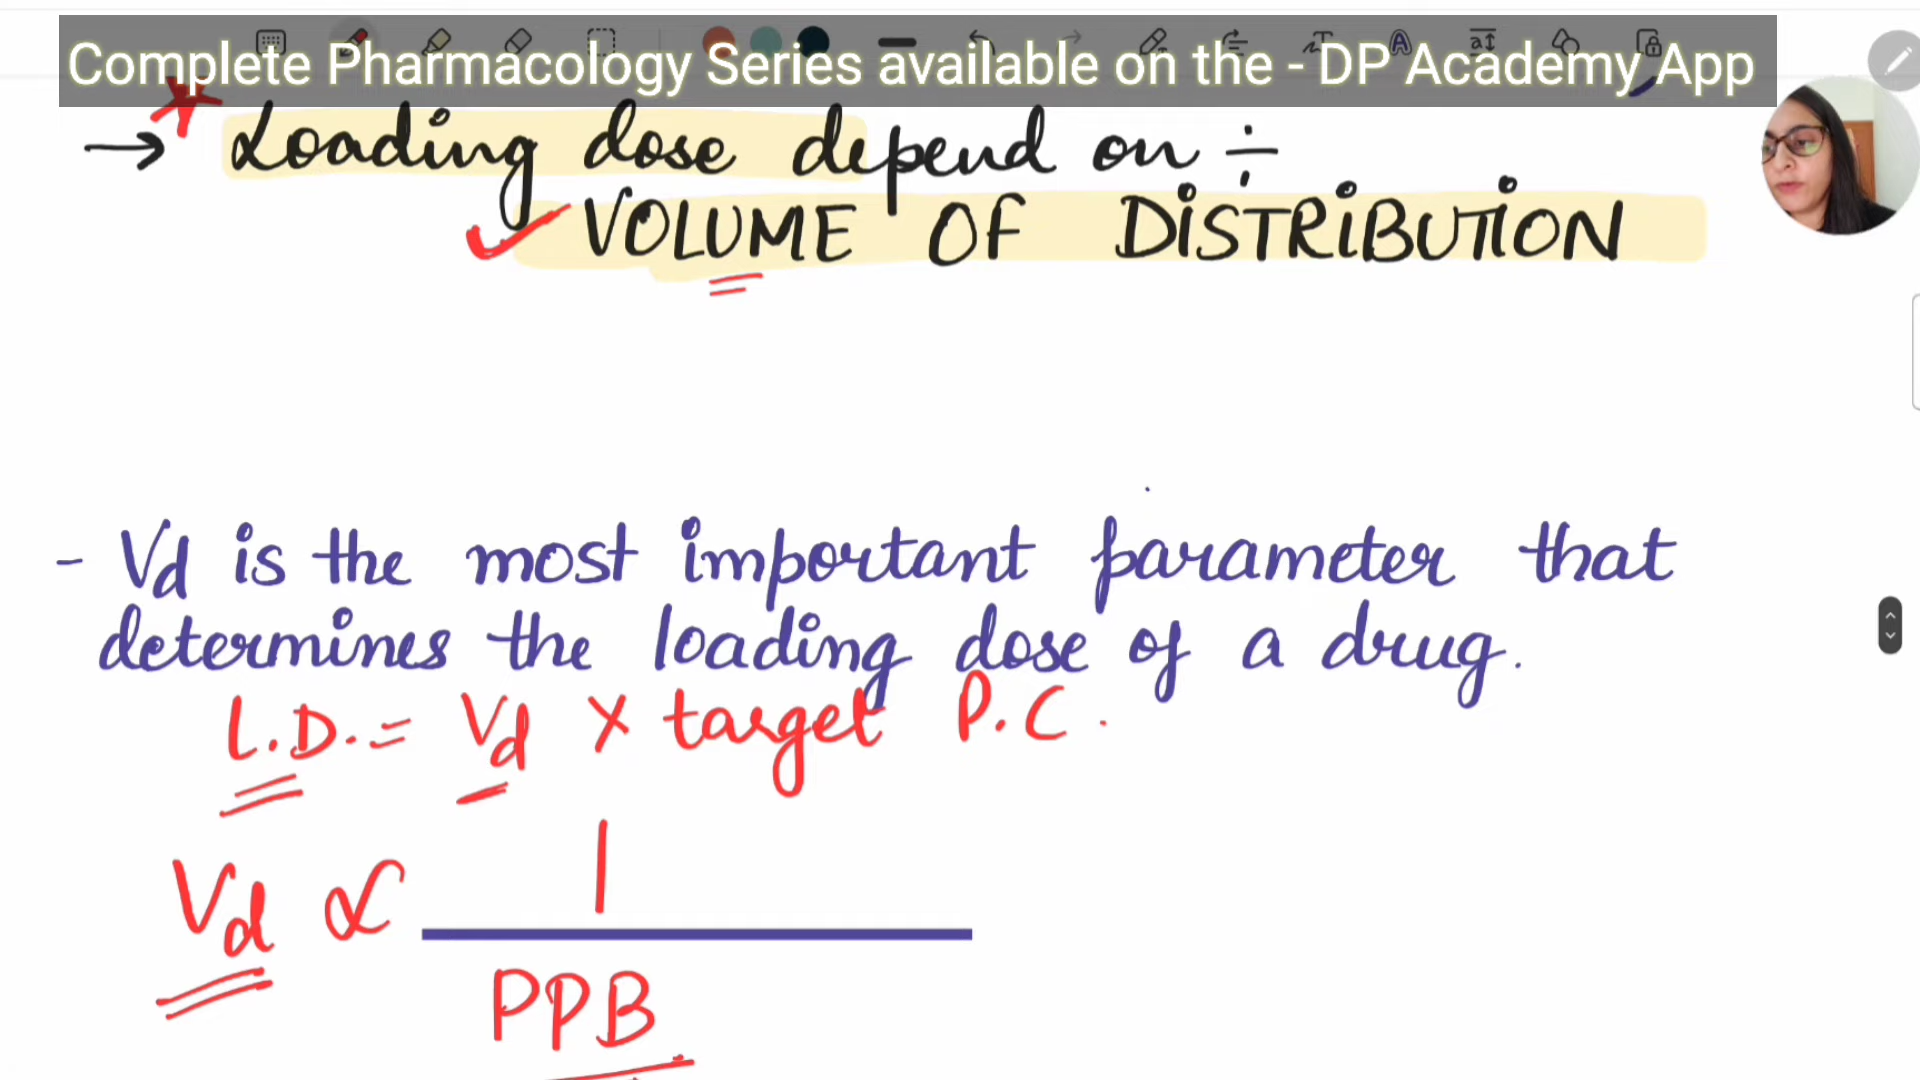 Complete Pharmacology Series available on the - DP Academy App
→ * Loading dose depend on ÷
✓ VOLUME OF DISTRIBUTION
- Vd is the most important parameter that
determines the loading dose of a drug.
L.D. = Vd X target P.C.
Vd ∝ 1
PPB